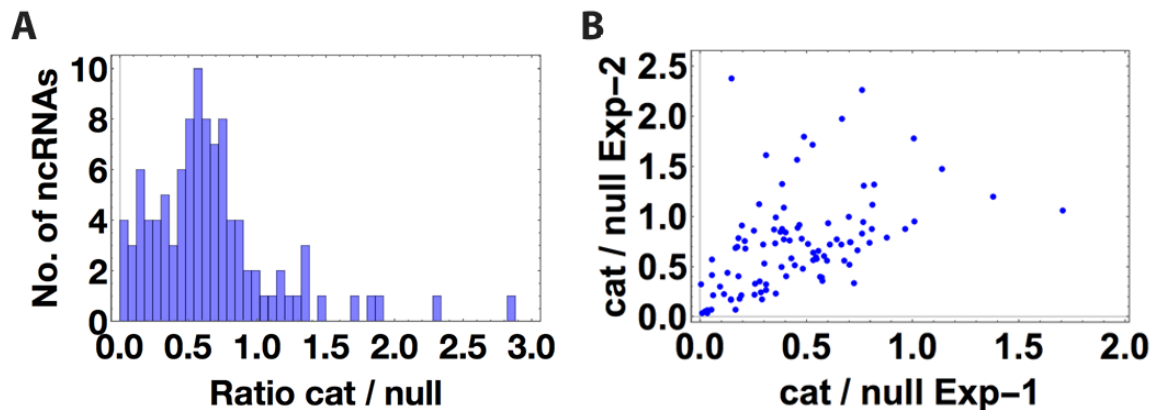 A
No. of ncRNAs
10
8
6
4
2
0
0.0 0.5 1.0 1.5 2.0 2.5 3.0
Ratio cat / null
B
cat / null Exp-2
2.5
2.0
1.5
1.0
0.5
0.0
0.0 0.5 1.0 1.5 2.0
cat / null Exp-1